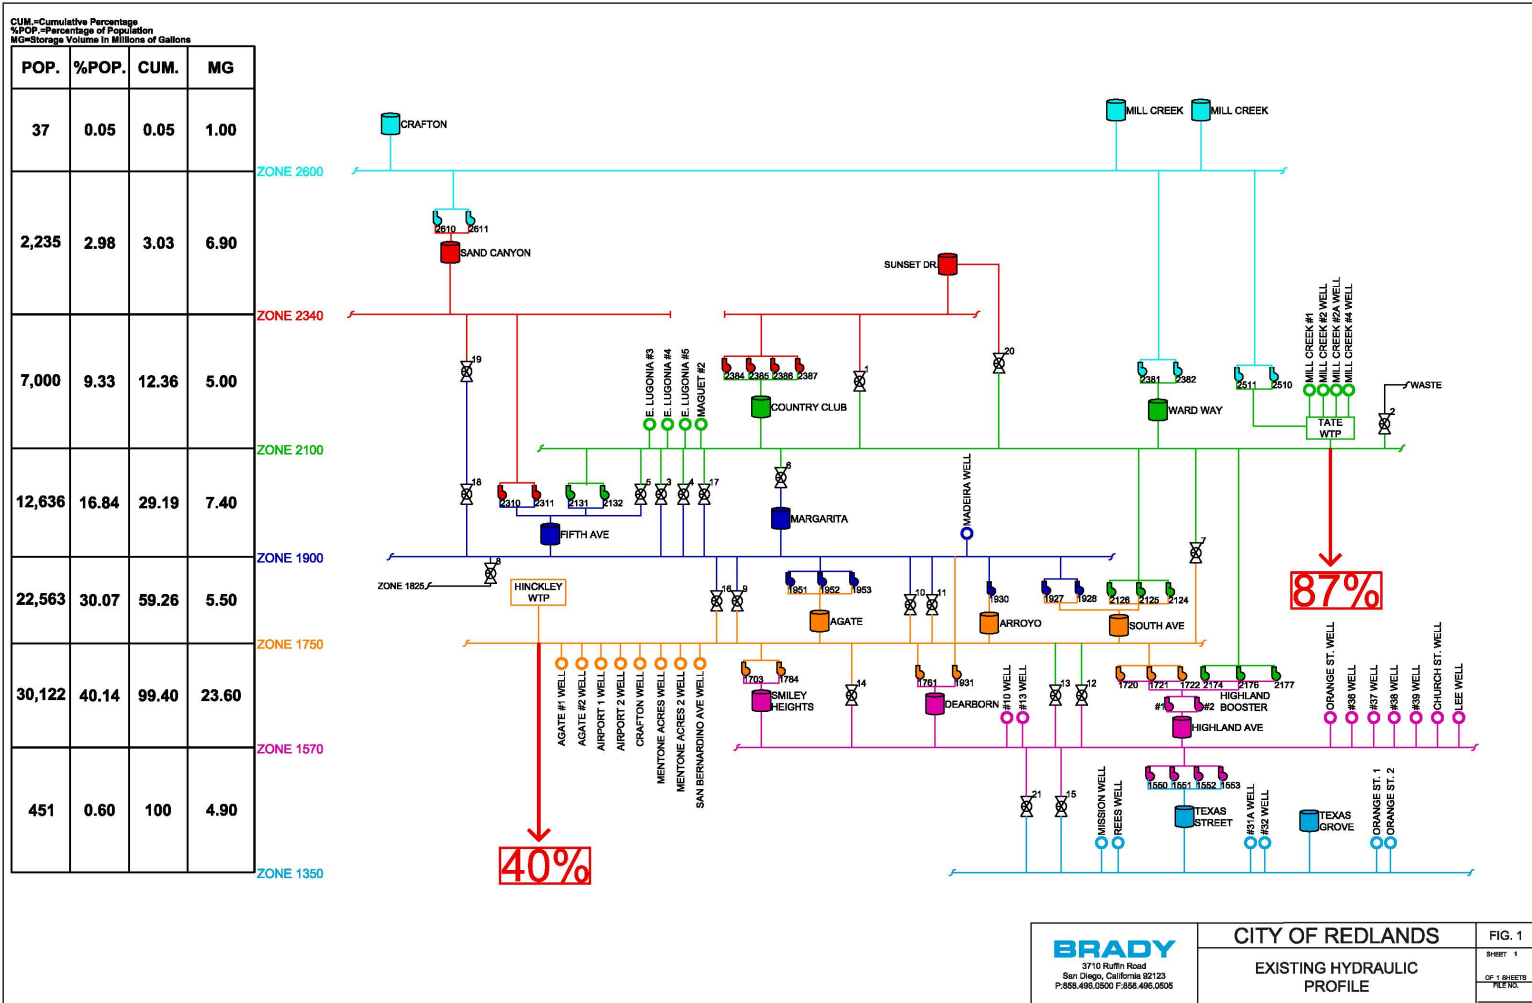 CUM.=Cumulative Percentage
%POP.=Percentage of Population
MG=Storage Volume in Millions of Gallons
POP. %POP. CUM. MG
37 0.05 0.05 1.00
2,235 2.98 3.03 6.90
7,000 9.33 12.36 5.00
12,636 16.84 29.19 7.40
22,563 30.07 59.26 5.50
30,122 40.14 99.40 23.60
451 0.60 100 4.90
CRAFTON
MILL CREEK
MILL CREEK
ZONE 2600
2610
2611
SAND CANYON
SUNSET DR.
ZONE 2340
19
2384
2385
2386
2387
1
20
2381
2382
2511
2510
MILL CREEK #1
MILL CREEK #2 WELL
MILL CREEK #2A WELL
MILL CREEK #4 WELL
WASTE
2
E. LUGONIA #3
E. LUGONIA #4
E. LUGONIA #5
MAGUET #2
COUNTRY CLUB
WARD WAY
TATE
WTP
ZONE 2100
18
2310
2311
2131
2132
5
3
4
17
6
MADEIRA WELL
FIFTH AVE
MARGARITA
7
ZONE 1900
8
ZONE 1825
HINCKLEY
WTP
16
9
1951
1952
1953
10
11
1930
1927
1928
2126
2125
2124
AGATE
ARROYO
SOUTH AVE
87%
ZONE 1750
AGATE #1 WELL
AGATE #2 WELL
AIRPORT 1 WELL
AIRPORT 2 WELL
CRAFTON WELL
MENTONE ACRES WELL
MENTONE ACRES 2 WELL
SAN BERNARDINO AVE WELL
1703
1784
SMILEY
HEIGHTS
14
1761
1931
DEARBORN
#10 WELL
#13 WELL
13
12
1720
1721
1722
2174
2176
2177
HIGHLAND
BOOSTER
#1
#2
HIGHLAND AVE
ORANGE ST. WELL
#36 WELL
#37 WELL
#38 WELL
#39 WELL
CHURCH ST. WELL
LEE WELL
ZONE 1570
21
15
MISSION WELL
REES WELL
1550
1551
1552
1553
TEXAS
STREET
#31A WELL
#32 WELL
TEXAS
GROVE
ORANGE ST. 1
ORANGE ST. 2
40%
ZONE 1350
BRADY
3710 Ruffin Road
San Diego, California 92123
P:858.496.0500 F:858.496.0505
CITY OF REDLANDS
EXISTING HYDRAULIC
PROFILE
FIG. 1
SHEET 1
OF 1 SHEETS
FILE NO.